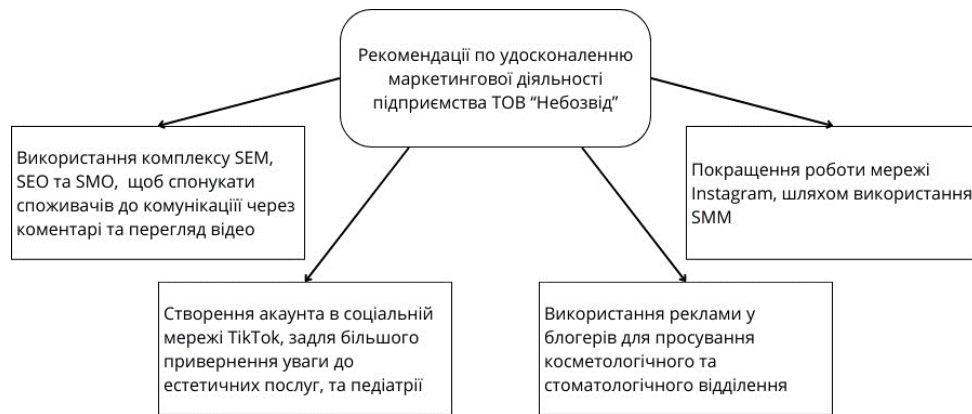 Рекомендації по удосконаленню
маркетингової діяльності
підприємства ТОВ “Небозвід”
Використання комплексу SEM,
SEO та SMO, щоб спонукати
споживачів до комунікаціїї через
коментарі та перегляд відео
Покращення роботи мережі
Instagram, шляхом використання
SMM
Створення акаунта в соціальній
мережі TikTok, задля більшого
привернення уваги до
естетичних послуг, та педіатрії
Використання реклами у
блогерів для просування
косметологічного та
стоматологічного відділення